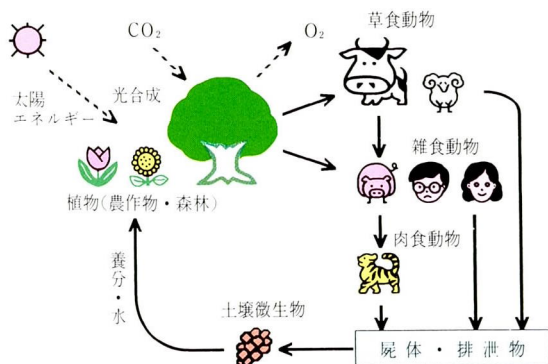 CO₂
O₂
草食動物
太陽
エネルギー
光合成
雑食動物
植物(農作物・森林)
肉食動物
養分・水
土壌微生物
屍体・排泄物